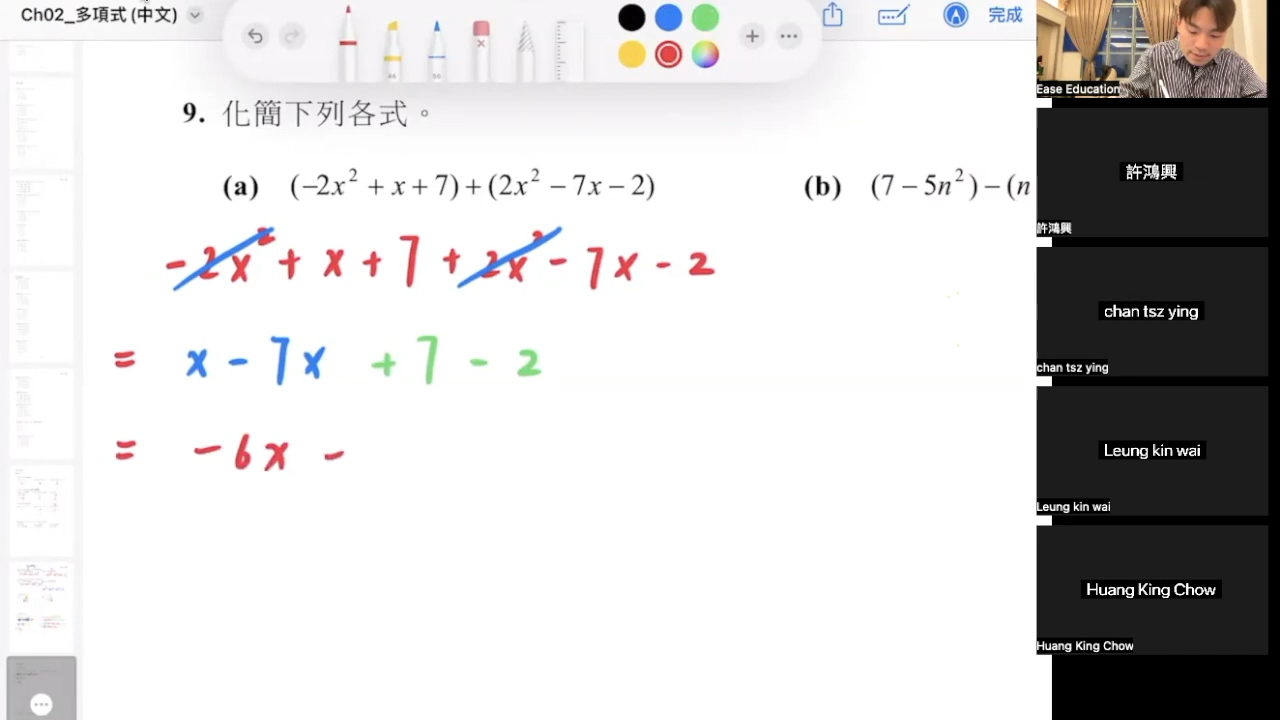 Ch02_多項式 (中文)
完成
9. 化簡下列各式。
(a) (−2x² + x + 7) + (2x² − 7x − 2)
(b) (7 − 5n²) − (n
-2x² + x + 7 + 2x² - 7x - 2
= x - 7x + 7 - 2
= -6x -
Ease Education
許鴻興
許鴻興
chan tsz ying
chan tsz ying
Leung kin wai
Leung kin wai
Huang King Chow
Huang King Chow